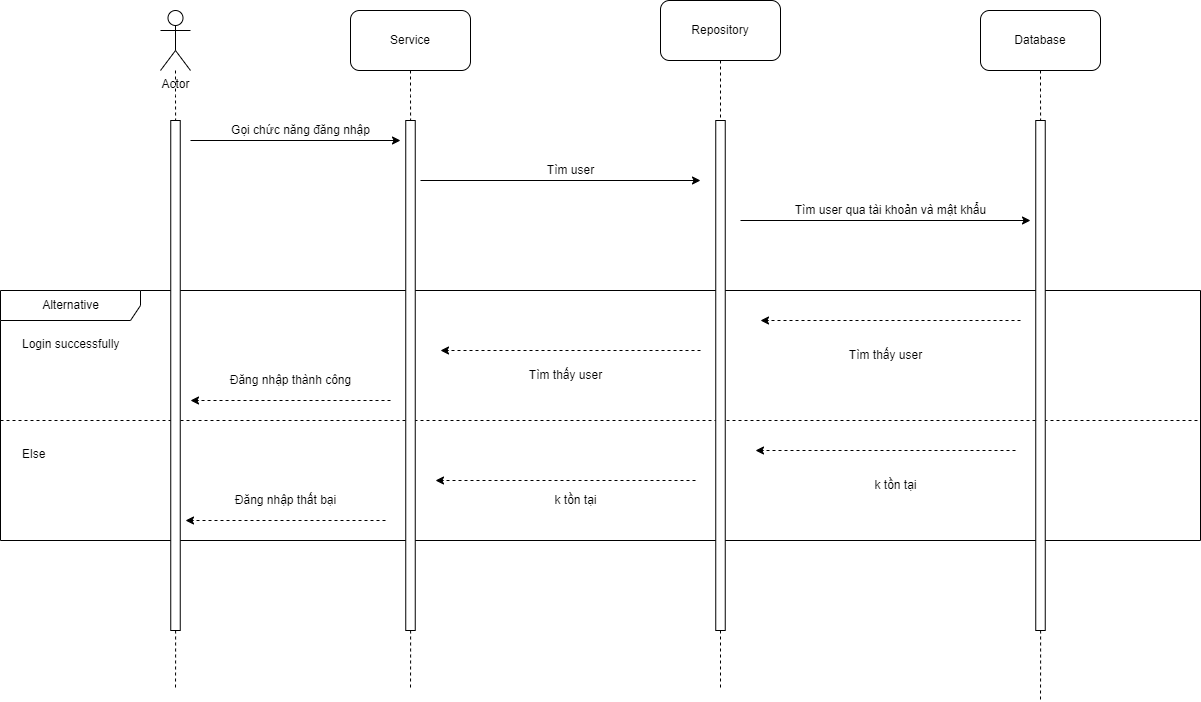 Actor
Service
Repository
Database
Gọi chức năng đăng nhập
Tìm user
Tìm user qua tài khoản và mật khẩu
Alternative
Login successfully
Tìm thấy user
Tìm thấy user
Đăng nhập thành công
Else
k tồn tại
k tồn tại
Đăng nhập thất bại